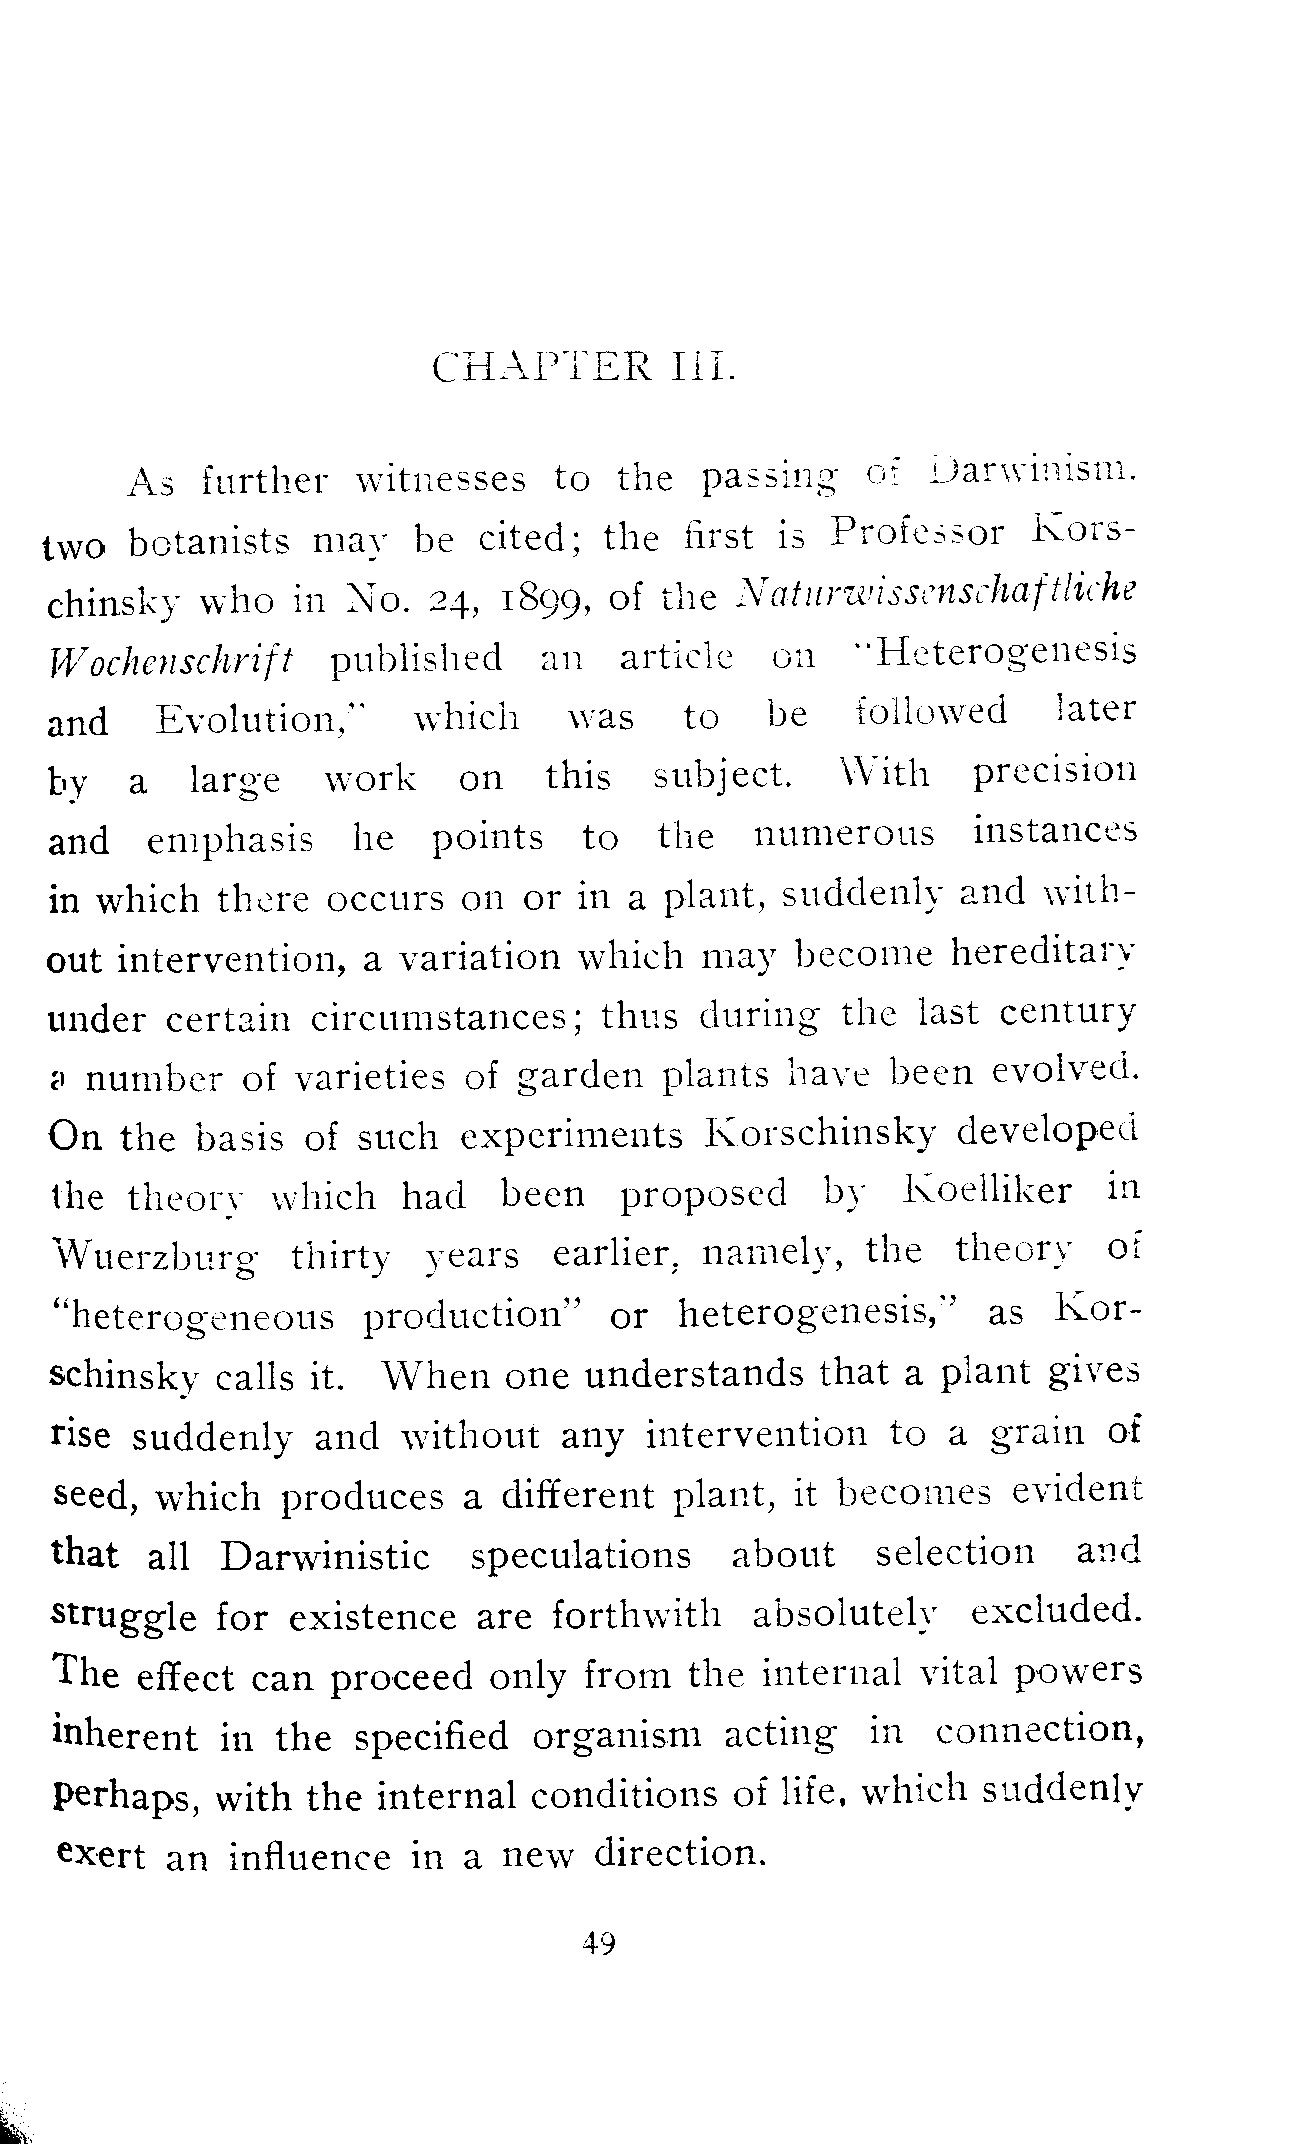 CHAPTER III.
As further witnesses to the passing of Darwinism.
two botanists may be cited; the first is Professor Kors-
chinsky who in No. 24, 1899, of the Naturwissenschaftliche
Wochenschrift published an article on "Heterogenesis
and Evolution," which was to be followed later
by a large work on this subject. With precision
and emphasis he points to the numerous instances
in which there occurs on or in a plant, suddenly and with-
out intervention, a variation which may become hereditary
under certain circumstances; thus during the last century
a number of varieties of garden plants have been evolved.
On the basis of such experiments Korschinsky developed
the theory which had been proposed by Koelliker in
Wuerzburg thirty years earlier, namely, the theory of
"heterogeneous production" or heterogenesis," as Kor-
schinsky calls it. When one understands that a plant gives
rise suddenly and without any intervention to a grain of
seed, which produces a different plant, it becomes evident
that all Darwinistic speculations about selection and
struggle for existence are forthwith absolutely excluded.
The effect can proceed only from the internal vital powers
inherent in the specified organism acting in connection,
perhaps, with the internal conditions of life, which suddenly
exert an influence in a new direction.
49